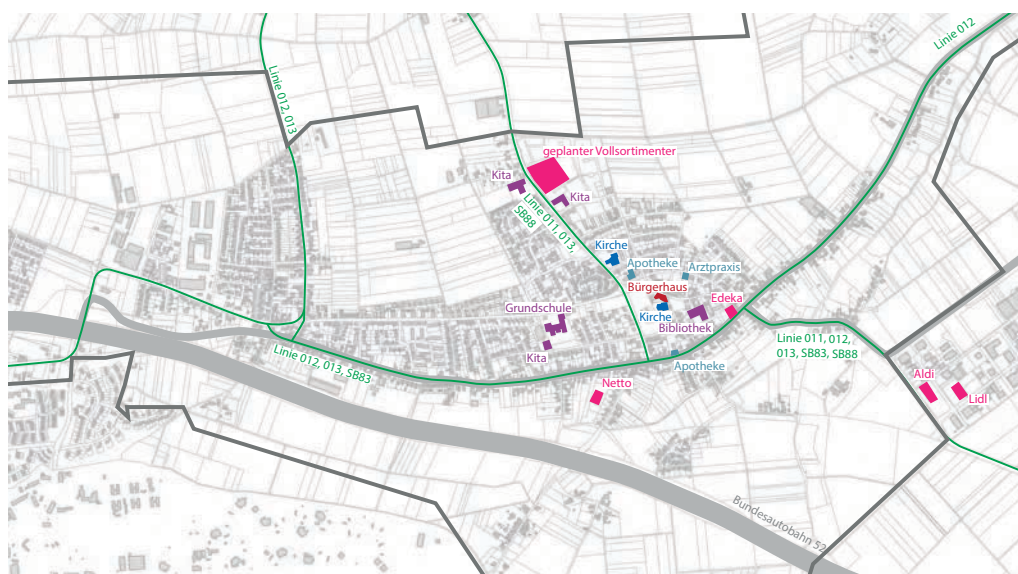 Linie 012
Linie 012, 013
geplanter Vollsortimenter
Kita
Kita
Linie 011, 013,
SB88
Kirche
Apotheke
Arztpraxis
Bürgerhaus
Edeka
Grundschule
Kirche
Bibliothek
Kita
Linie 012, 013, SB83
Apotheke
Linie 011, 012,
013, SB83, SB88
Netto
Aldi
Lidl
Bundesautobahn 52